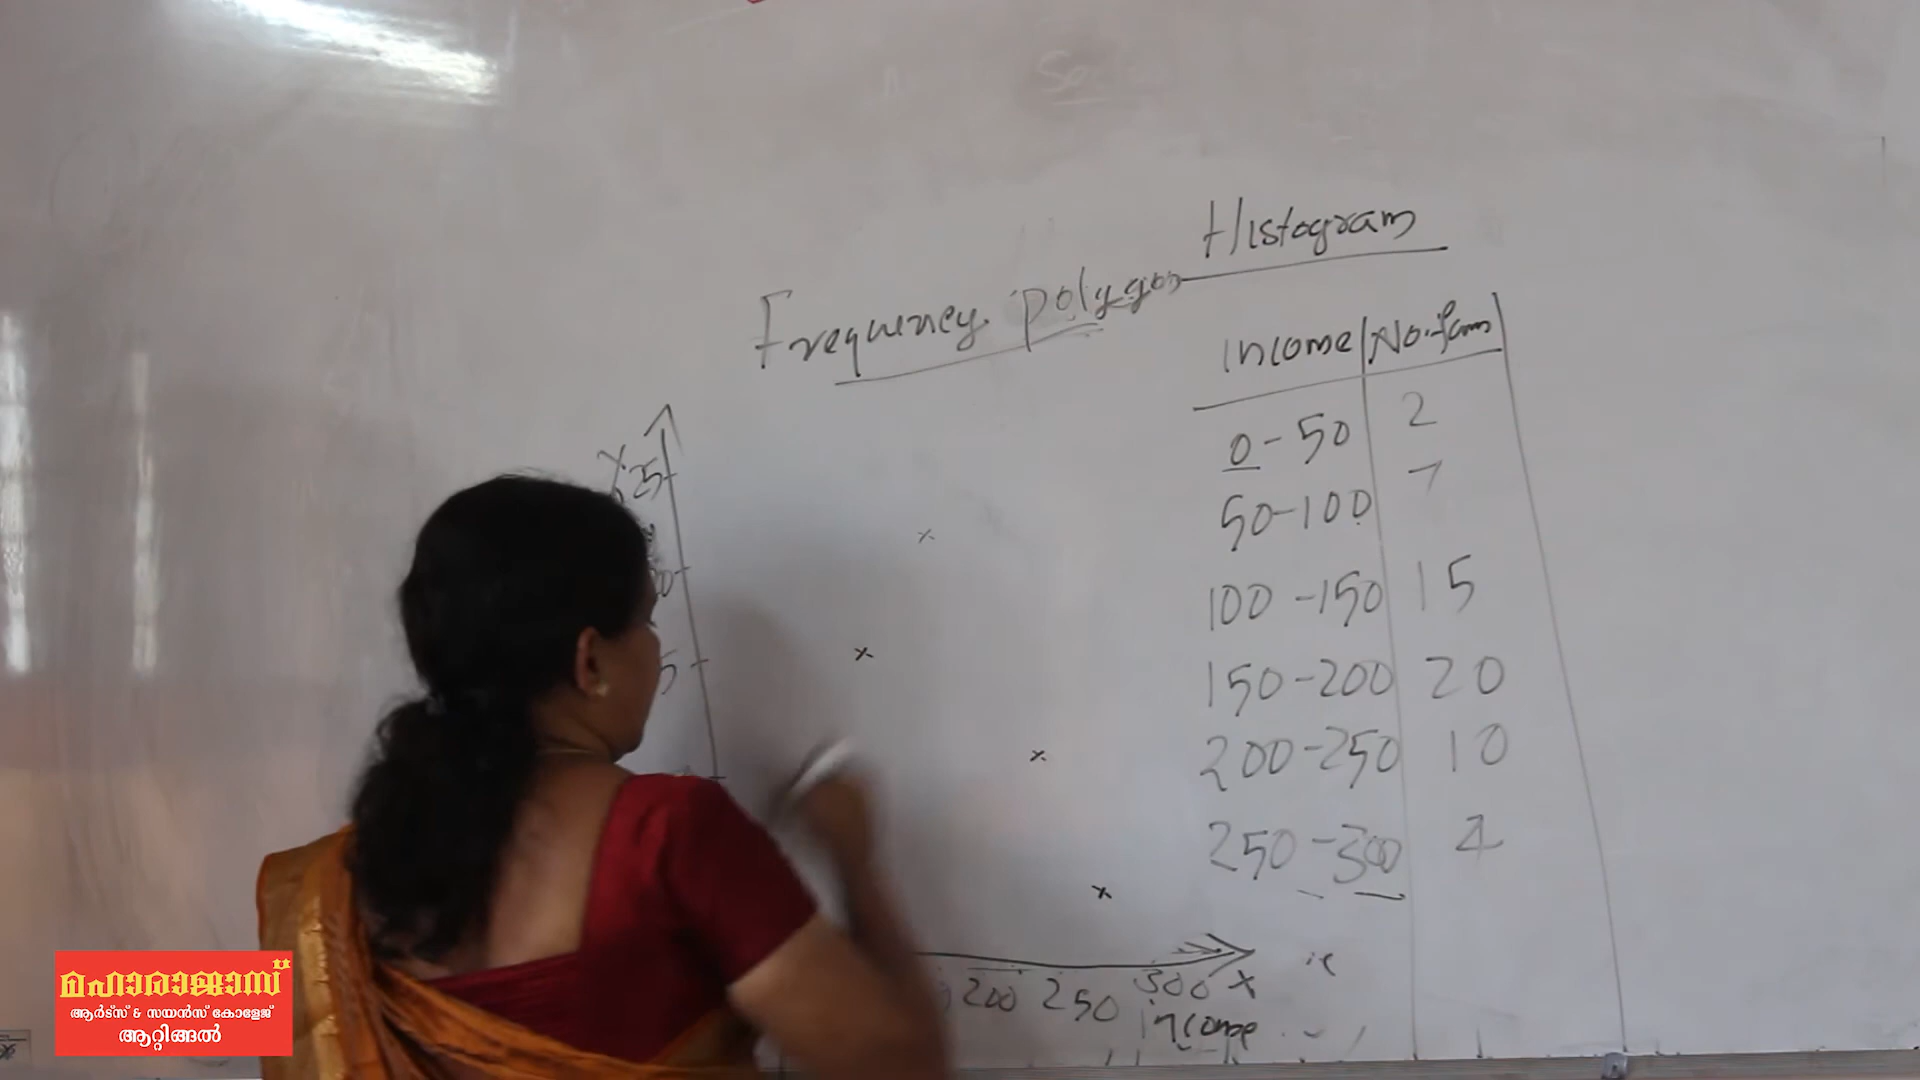 Histogram
Frequency polygon
Income No. fam
0 - 50 2
50-100 7
100 -150 15
150-200 20
200-250 10
250-300 4
25
200 250 300 x
income
മഹാരാജാസ്
ആർട്സ് & സയൻസ് കോളേജ്
ആറ്റിങ്ങൽ